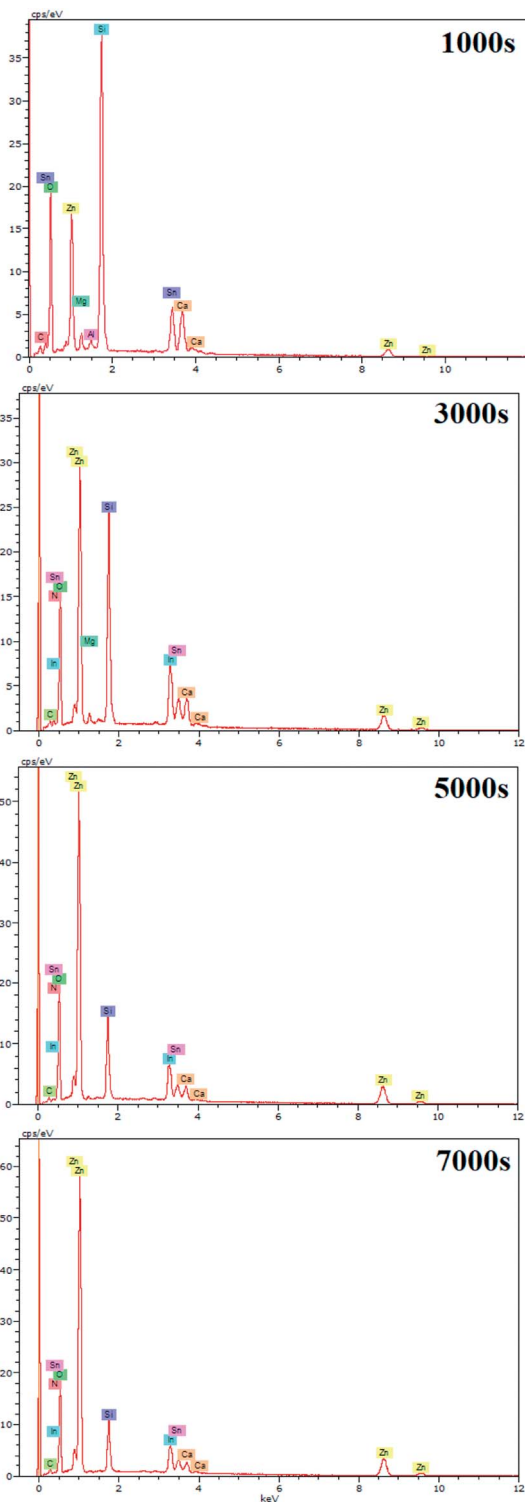 cps/eV
1000s
Si
35
30
25
20
15
10
5
0
Sn
O
Zn
Mg
C
Al
Sn
Ca
Ca
Zn
Zn
0 2 4 6 8 10
cps/eV
3000s
35
30
25
20
15
10
5
0
Zn
Zn
Si
Sn
O
N
Mg
In
Sn
In
C
Ca
Ca
Zn
Zn
0 2 4 6 8 10 12
cps/eV
5000s
50
40
30
20
10
0
Zn
Zn
Sn
O
N
Si
In
Sn
In
C
Ca
Ca
Zn
Zn
0 2 4 6 8 10 12
cps/eV
7000s
60
50
40
30
20
10
0
Zn
Zn
Sn
O
N
Si
In
Sn
In
C
Ca
Ca
Zn
Zn
0 2 4 6 8 10 12
keV